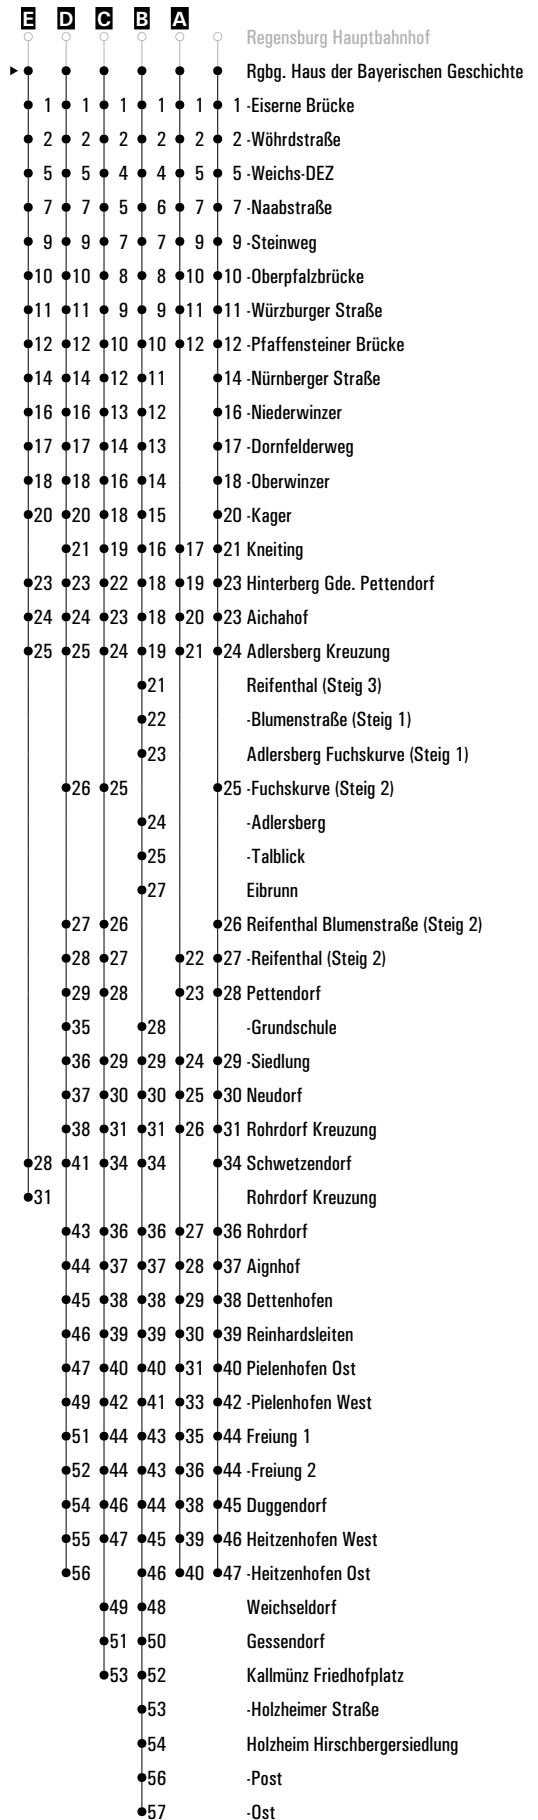 E D C B A
Regensburg Hauptbahnhof
Rgbg. Haus der Bayerischen Geschichte
1 1 1 1 1 1 -Eiserne Brücke
2 2 2 2 2 2 -Wöhrdstraße
5 5 4 4 5 5 -Weichs-DEZ
7 7 5 6 7 7 -Naabstraße
9 9 7 7 9 9 -Steinweg
10 10 8 8 10 10 -Oberpfalzbrücke
11 11 9 9 11 11 -Würzburger Straße
12 12 10 10 12 12 -Pfaffensteiner Brücke
14 14 12 11 14 -Nürnberger Straße
16 16 13 12 16 -Niederwinzer
17 17 14 13 17 -Dornfelderweg
18 18 16 14 18 -Oberwinzer
20 20 18 15 20 -Kager
21 19 16 17 21 Kneiting
23 23 22 18 19 23 Hinterberg Gde. Pettendorf
24 24 23 18 20 23 Aichahof
25 25 24 19 21 24 Adlersberg Kreuzung
21 Reifenthal (Steig 3)
22 -Blumenstraße (Steig 1)
23 Adlersberg Fuchskurve (Steig 1)
26 25 25 -Fuchskurve (Steig 2)
24 -Adlersberg
25 -Talblick
27 Eibrunn
27 26 26 Reifenthal Blumenstraße (Steig 2)
28 27 22 27 -Reifenthal (Steig 2)
29 28 23 28 Pettendorf
35 28 -Grundschule
36 29 29 24 29 -Siedlung
37 30 30 25 30 Neudorf
38 31 31 26 31 Rohrdorf Kreuzung
28 41 34 34 34 Schwetzendorf
31 Rohrdorf Kreuzung
43 36 36 27 36 Rohrdorf
44 37 37 28 37 Aignhof
45 38 38 29 38 Dettenhofen
46 39 39 30 39 Reinhardsleiten
47 40 40 31 40 Pielenhofen Ost
49 42 41 33 42 -Pielenhofen West
51 44 43 35 44 Freiung 1
52 44 43 36 44 -Freiung 2
54 46 44 38 45 Duggendorf
55 47 45 39 46 Heitzenhofen West
56 46 40 47 -Heitzenhofen Ost
49 48 Weichseldorf
51 50 Gessendorf
53 52 Kallmünz Friedhofplatz
53 -Holzheimer Straße
54 Holzheim Hirschbergersiedlung
56 -Post
57 -Ost